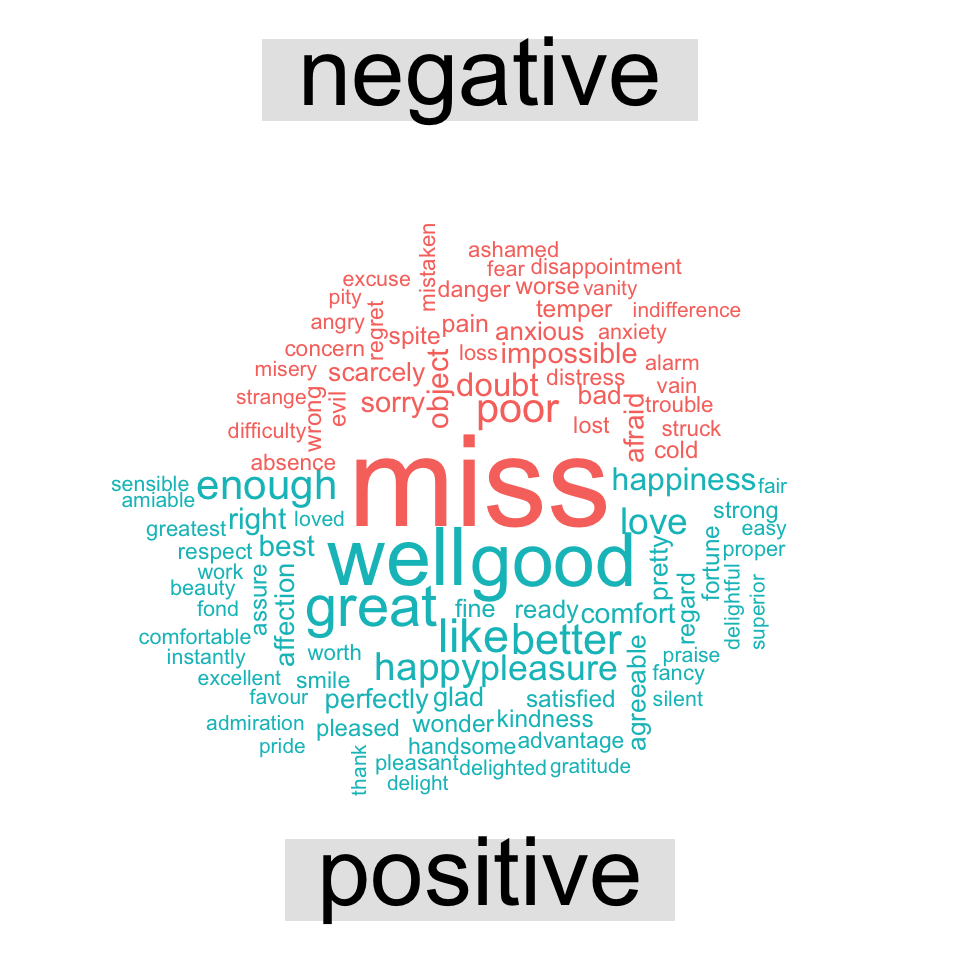 negative
mistaken
ashamed
fear disappointment
excuse
danger worse vanity
pity
temper indifference
angry regret spite pain anxious anxiety
concern loss impossible
misery scarcely object doubt distress alarm
strange wrong evil sorry poor bad vain
trouble
difficulty lost afraid struck
absence cold
miss
sensible enough happiness fair
amiable
greatest right loved love strong
easy
respect best well good pretty fortune proper
work
beauty assure affection great fine ready comfort regard delightful superior
fond
comfortable like better
instantly worth happy pleasure agreeable praise
excellent smile fancy
favour perfectly glad satisfied silent
admiration pleased wonder kindness
pride handsome advantage
thank pleasant delighted gratitude
delight
positive